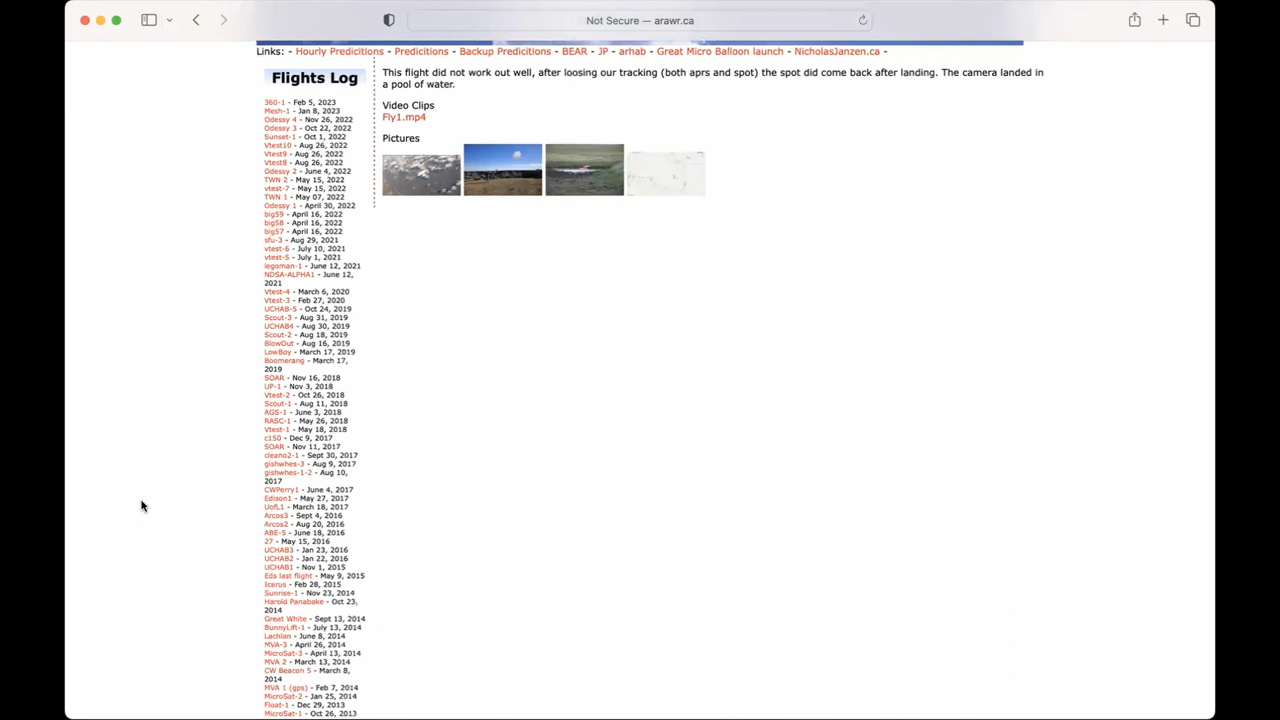 Not Secure — arawr.ca
Links: - Hourly Predicitions - Predicitions - Backup Predicitions - BEAR - JP - arhab - Great Micro Balloon launch - NicholasJanzen.ca -
Flights Log
360-1 - Feb 5, 2023
Mesh-1 - Jan 8, 2023
Odessy 4 - Nov 26, 2022
Odessy 3 - Oct 22, 2022
Sunset-1 - Oct 1, 2022
Vtest10 - Aug 26, 2022
Vtest9 - Aug 26, 2022
Vtest8 - Aug 26, 2022
Odessy 2 - June 4, 2022
TWN 2 - May 15, 2022
vtest-7 - May 15, 2022
TWN 1 - May 07, 2022
Odessy 1 - April 30, 2022
big59 - April 16, 2022
big58 - April 16, 2022
big57 - April 16, 2022
sfu-3 - Aug 29, 2021
vtest-6 - July 10, 2021
vtest-5 - July 1, 2021
legoman-1 - June 12, 2021
NDSA-ALPHA1 - June 12,
2021
Vtest-4 - March 6, 2020
Vtest-3 - Feb 27, 2020
UCHAB-5 - Oct 24, 2019
Scout-3 - Aug 31, 2019
UCHAB4 - Aug 30, 2019
Scout-2 - Aug 18, 2019
BlowOut - Aug 16, 2019
LowBoy - March 17, 2019
Boomerang - March 17,
2019
SOAR - Nov 16, 2018
UP-1 - Nov 3, 2018
Vtest-2 - Oct 26, 2018
Scout-1 - Aug 11, 2018
AGS-1 - June 3, 2018
RASC-1 - May 26, 2018
Vtest-1 - May 18, 2018
c150 - Dec 9, 2017
SOAR - Nov 11, 2017
cleano2-1 - Sept 30, 2017
gishwhes-3 - Aug 9, 2017
gishwhes-1-2 - Aug 10,
2017
CWPerry1 - June 4, 2017
Edison1 - May 27, 2017
UofL1 - March 18, 2017
Arcos3 - Sept 4, 2016
Arcos2 - Aug 20, 2016
ABE-5 - June 18, 2016
27 - May 15, 2016
UCHAB3 - Jan 23, 2016
UCHAB2 - Jan 22, 2016
UCHAB1 - Nov 1, 2015
Eds last flight - May 9, 2015
Icarus - Feb 28, 2015
Sunrise-1 - Nov 23, 2014
Harold Panabake - Oct 23,
2014
Great White - Sept 13, 2014
BunnyLift-1 - July 13, 2014
Lachlan - June 8, 2014
MVA-3 - April 26, 2014
MicroSat-3 - April 13, 2014
MVA 2 - March 13, 2014
CW Beacon 5 - March 8,
2014
MVA 1 (gps) - Feb 7, 2014
MicroSat-2 - Jan 25, 2014
Float-1 - Dec 29, 2013
MicroSat-1 - Oct 26, 2013
This flight did not work out well, after loosing our tracking (both aprs and spot) the spot did come back after landing. The camera landed in
a pool of water.
Video Clips
Fly1.mp4
Pictures